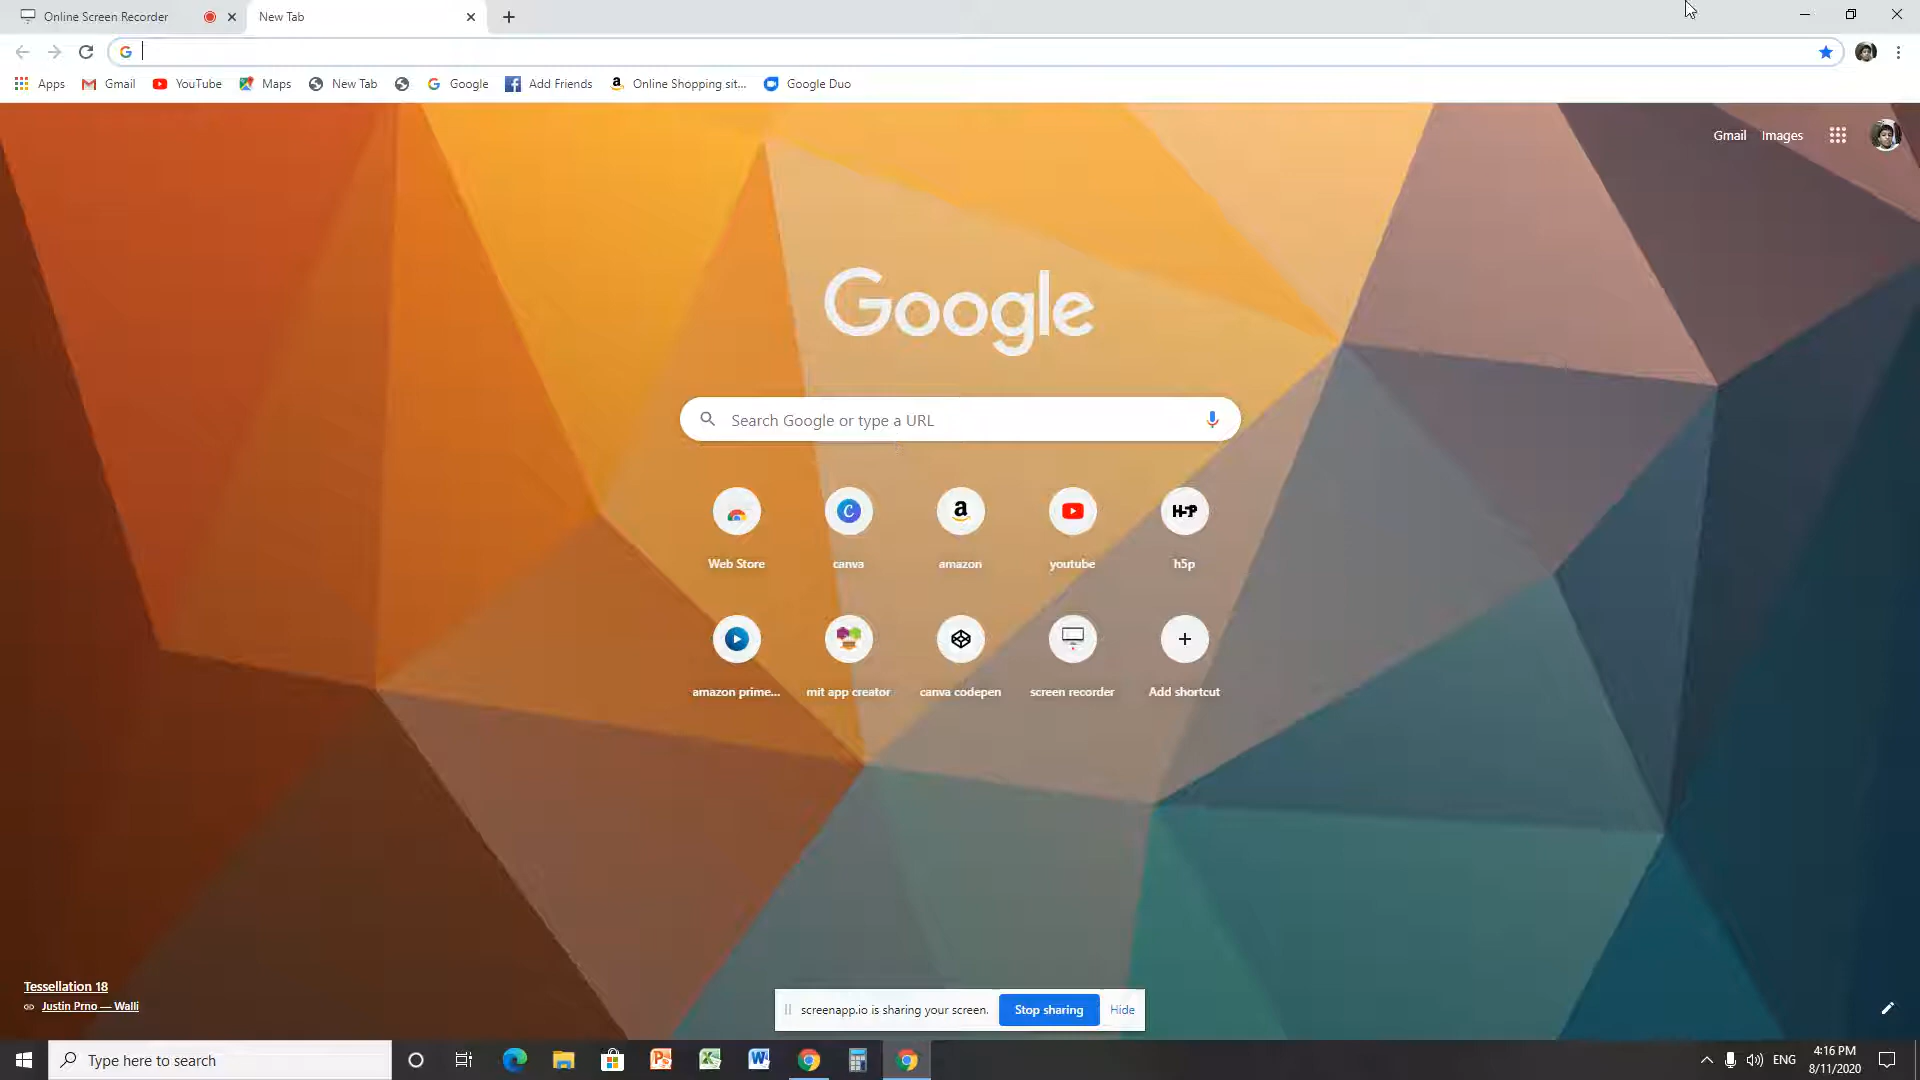 Online Screen Recorder
New Tab
Apps Gmail YouTube Maps New Tab Google Add Friends Online Shopping sit... Google Duo
Gmail Images
Google
Search Google or type a URL
Web Store canva amazon youtube h5p
amazon prime... mit app creator canva codepen screen recorder Add shortcut
Tessellation 18
Justin Prno — Walli
screenapp.io is sharing your screen. Stop sharing Hide
Type here to search
ENG
4:16 PM
8/11/2020